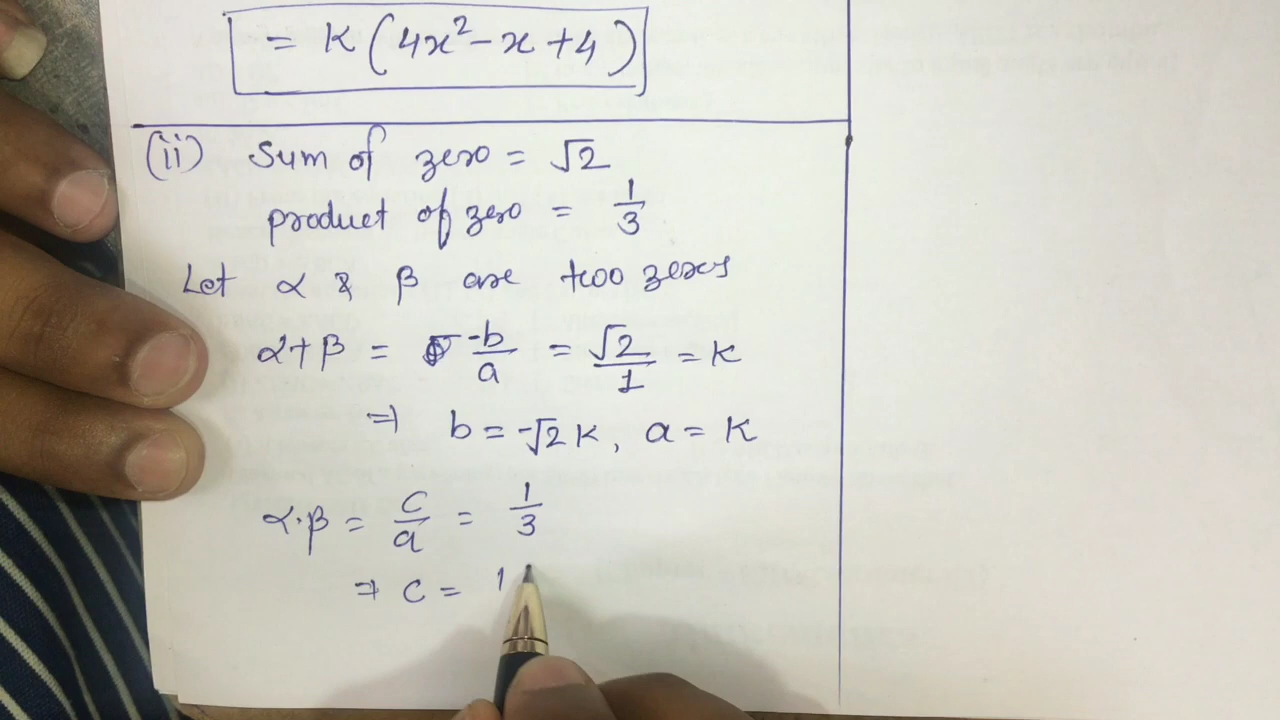 = K (4x² - x + 4)
(ii) Sum of zero = √2
product of zero = 1/3
Let α & β are two zeros
α+β = -b/a = √2/1 = K
⇒ b = -√2 K, a = K
α·β = c/a = 1/3
⇒ c = 1